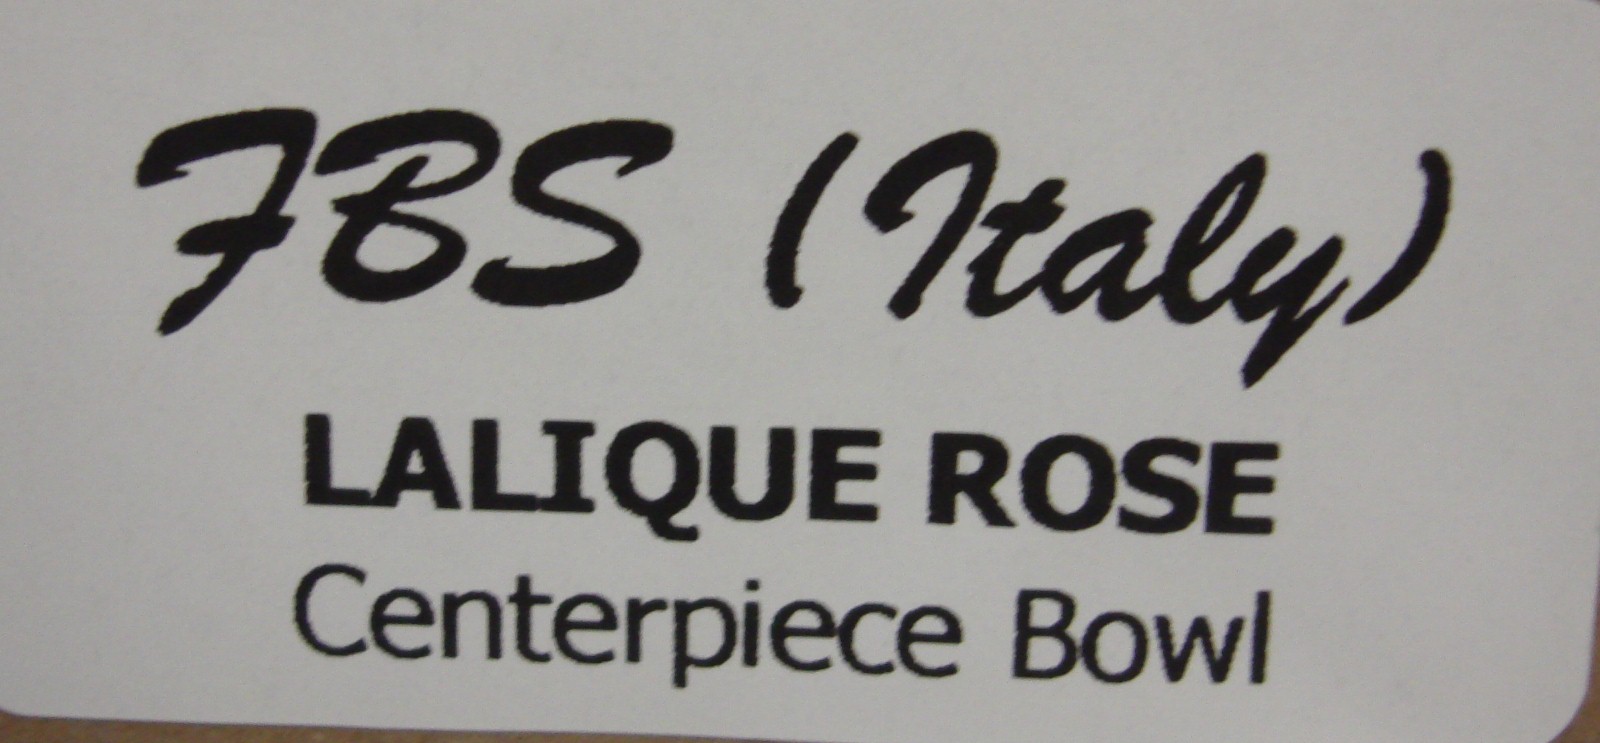 FBS (Italy)
LALIQUE ROSE
Centerpiece Bowl